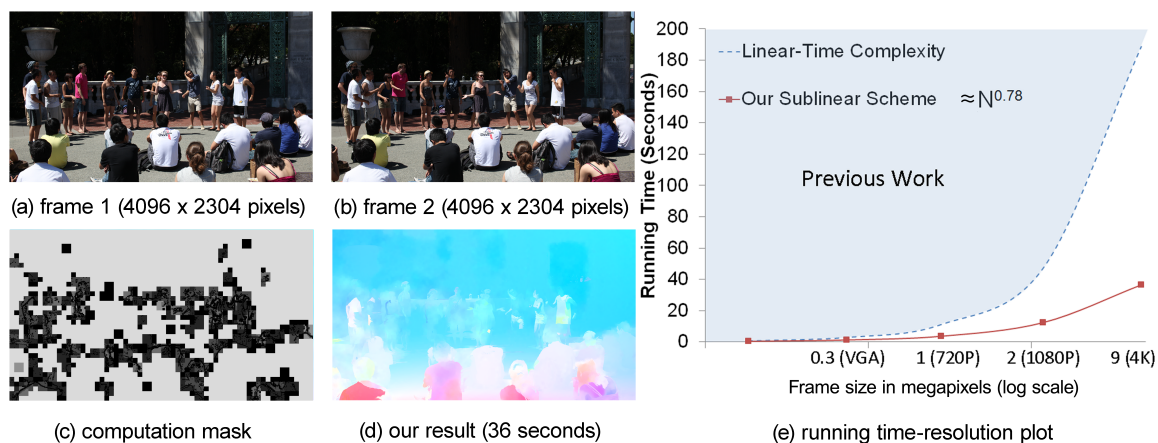 (a) frame 1 (4096 x 2304 pixels)
(b) frame 2 (4096 x 2304 pixels)
(c) computation mask
(d) our result (36 seconds)
200
180
160
140
120
100
80
60
40
20
0
Running Time (Seconds)
Linear-Time Complexity
Our Sublinear Scheme ≈N^0.78
Previous Work
0.3 (VGA) 1 (720P) 2 (1080P) 9 (4K)
Frame size in megapixels (log scale)
(e) running time-resolution plot